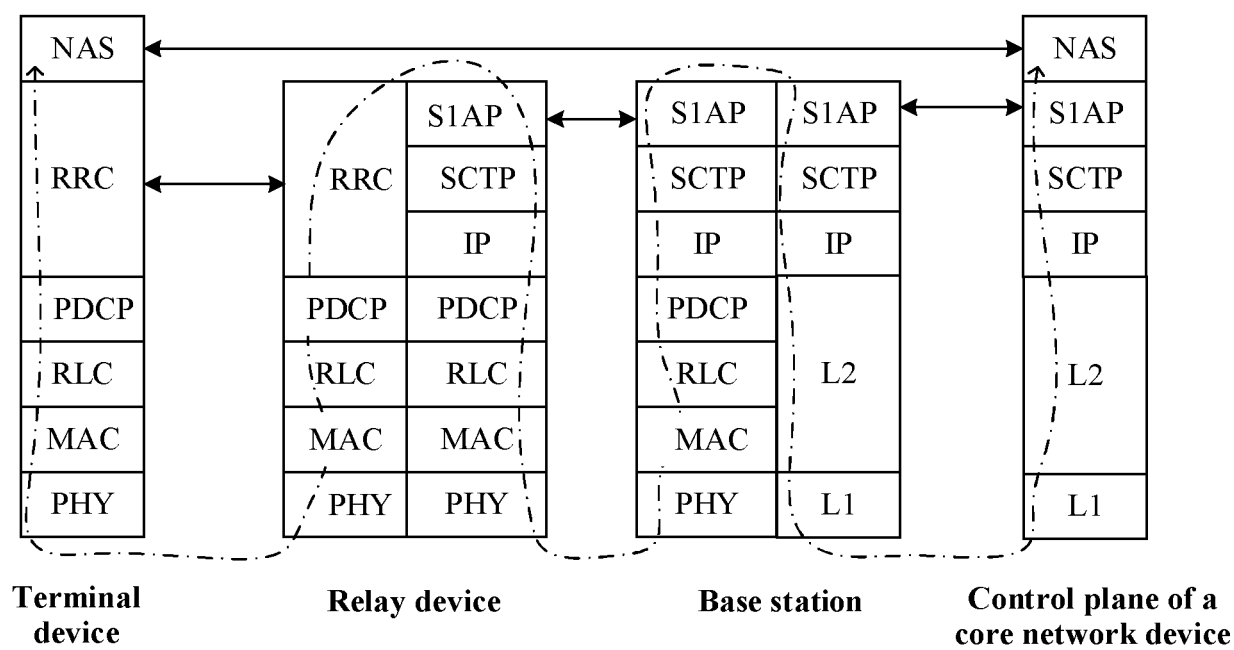 NAS NAS
S1AP S1AP S1AP S1AP
RRC RRC SCTP SCTP SCTP SCTP
IP IP IP IP
PDCP PDCP PDCP PDCP
RLC RLC RLC RLC L2 L2
MAC MAC MAC MAC
PHY PHY PHY PHY L1 L1
Terminal device
Relay device
Base station
Control plane of a
core network device